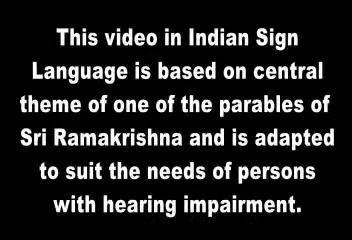 This video in Indian Sign
Language is based on central
theme of one of the parables of
Sri Ramakrishna and is adapted
to suit the needs of persons
with hearing impairment.